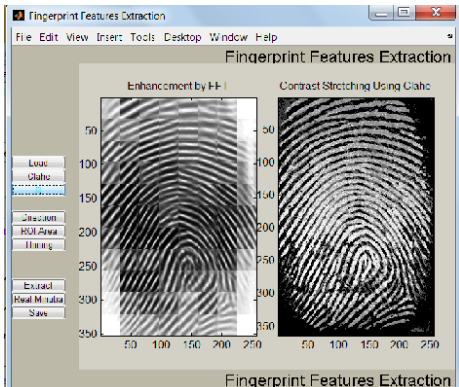 Fingerprint Features Extraction
File Edit View Insert Tools Desktop Window Help
Fingerprint Features Extraction
Enhancement by FFT
Contrast Stretching Using Clahe
50
100
150
200
250
300
350
50 100 150 200 250
50
100
150
200
250
300
350
50 100 150 200 250
Load
Clahe
Direction
ROI Area
Thining
Extract
Real Minutia
Save
Fingerprint Features Extraction